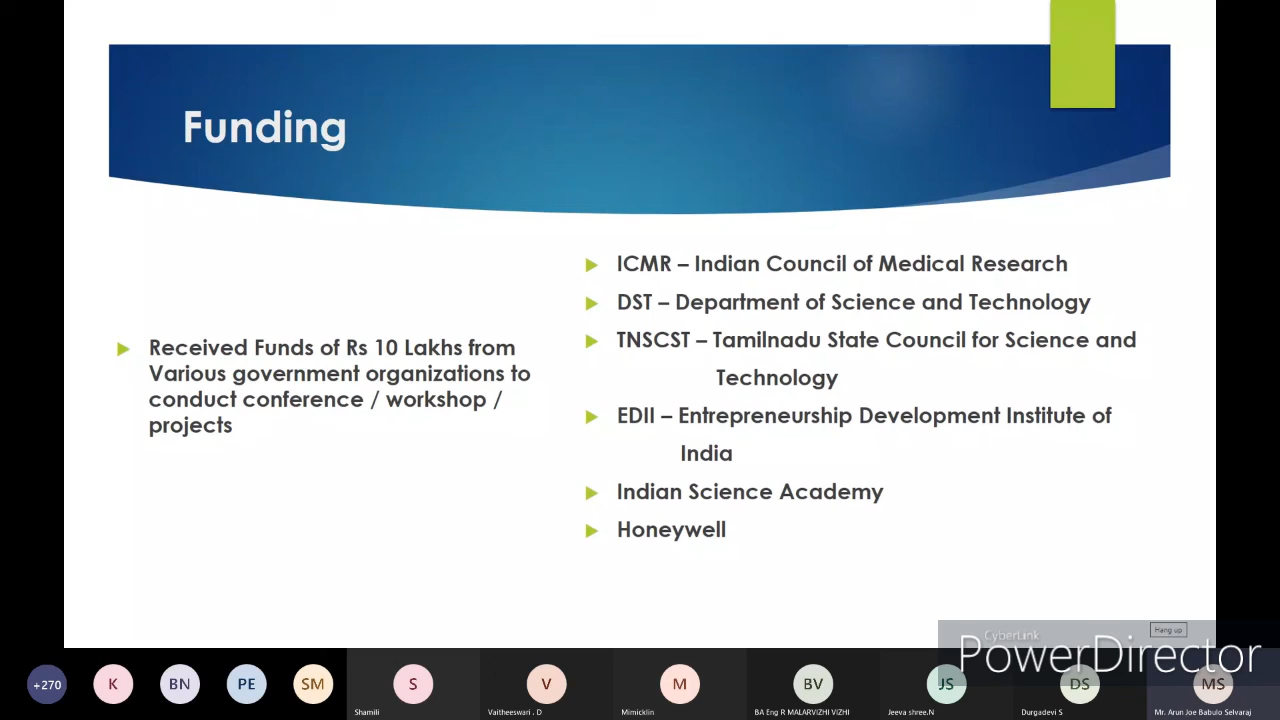 Funding
Received Funds of Rs 10 Lakhs from
Various government organizations to
conduct conference / workshop /
projects
ICMR – Indian Council of Medical Research
DST – Department of Science and Technology
TNSCST – Tamilnadu State Council for Science and
Technology
EDII – Entrepreneurship Development Institute of
India
Indian Science Academy
Honeywell
Hang up
CyberLink
PowerDirector
+270
K
BN
PE
SM
S
V
M
BV
JS
DS
MS
Shamili
Vaitheeswari . D
Mimicklin
BA Eng R MALARVIZHI VIZHI
Jeeva shree.N
Durgadevi S
Mr. Arun Joe Babulo Selvaraj